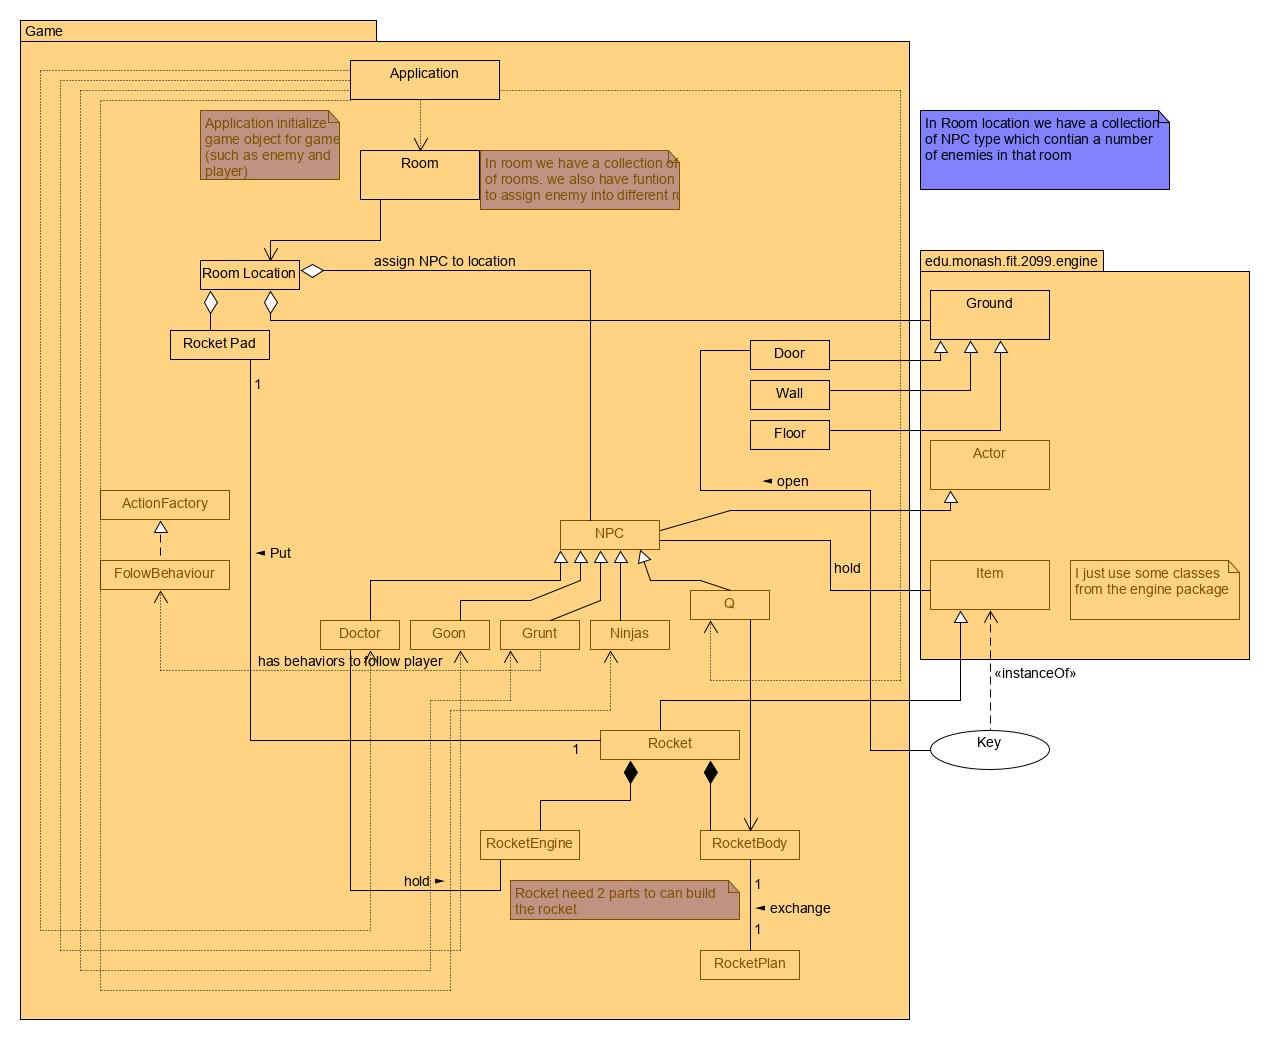 Game
Application
Application initialize
game object for game
(such as enemy and
player)
In Room location we have a collection
of NPC type which contian a number
of enemies in that room
Room
In room we have a collection of
of rooms. we also have funtion
to assign enemy into different
assign NPC to location
Room Location
edu.monash.fit.2099.engine
Ground
Rocket Pad
Door
1
Wall
Floor
Actor
◄ open
ActionFactory
NPC
◄ Put
hold
FolowBehaviour
Item
I just use some classes
from the engine package
Q
Doctor
Goon
Grunt
Ninjas
has behaviors to follow player
«instanceOf»
Rocket
1
Key
RocketEngine
RocketBody
hold ►
1
Rocket need 2 parts to can build
the rocket
◄ exchange
1
RocketPlan